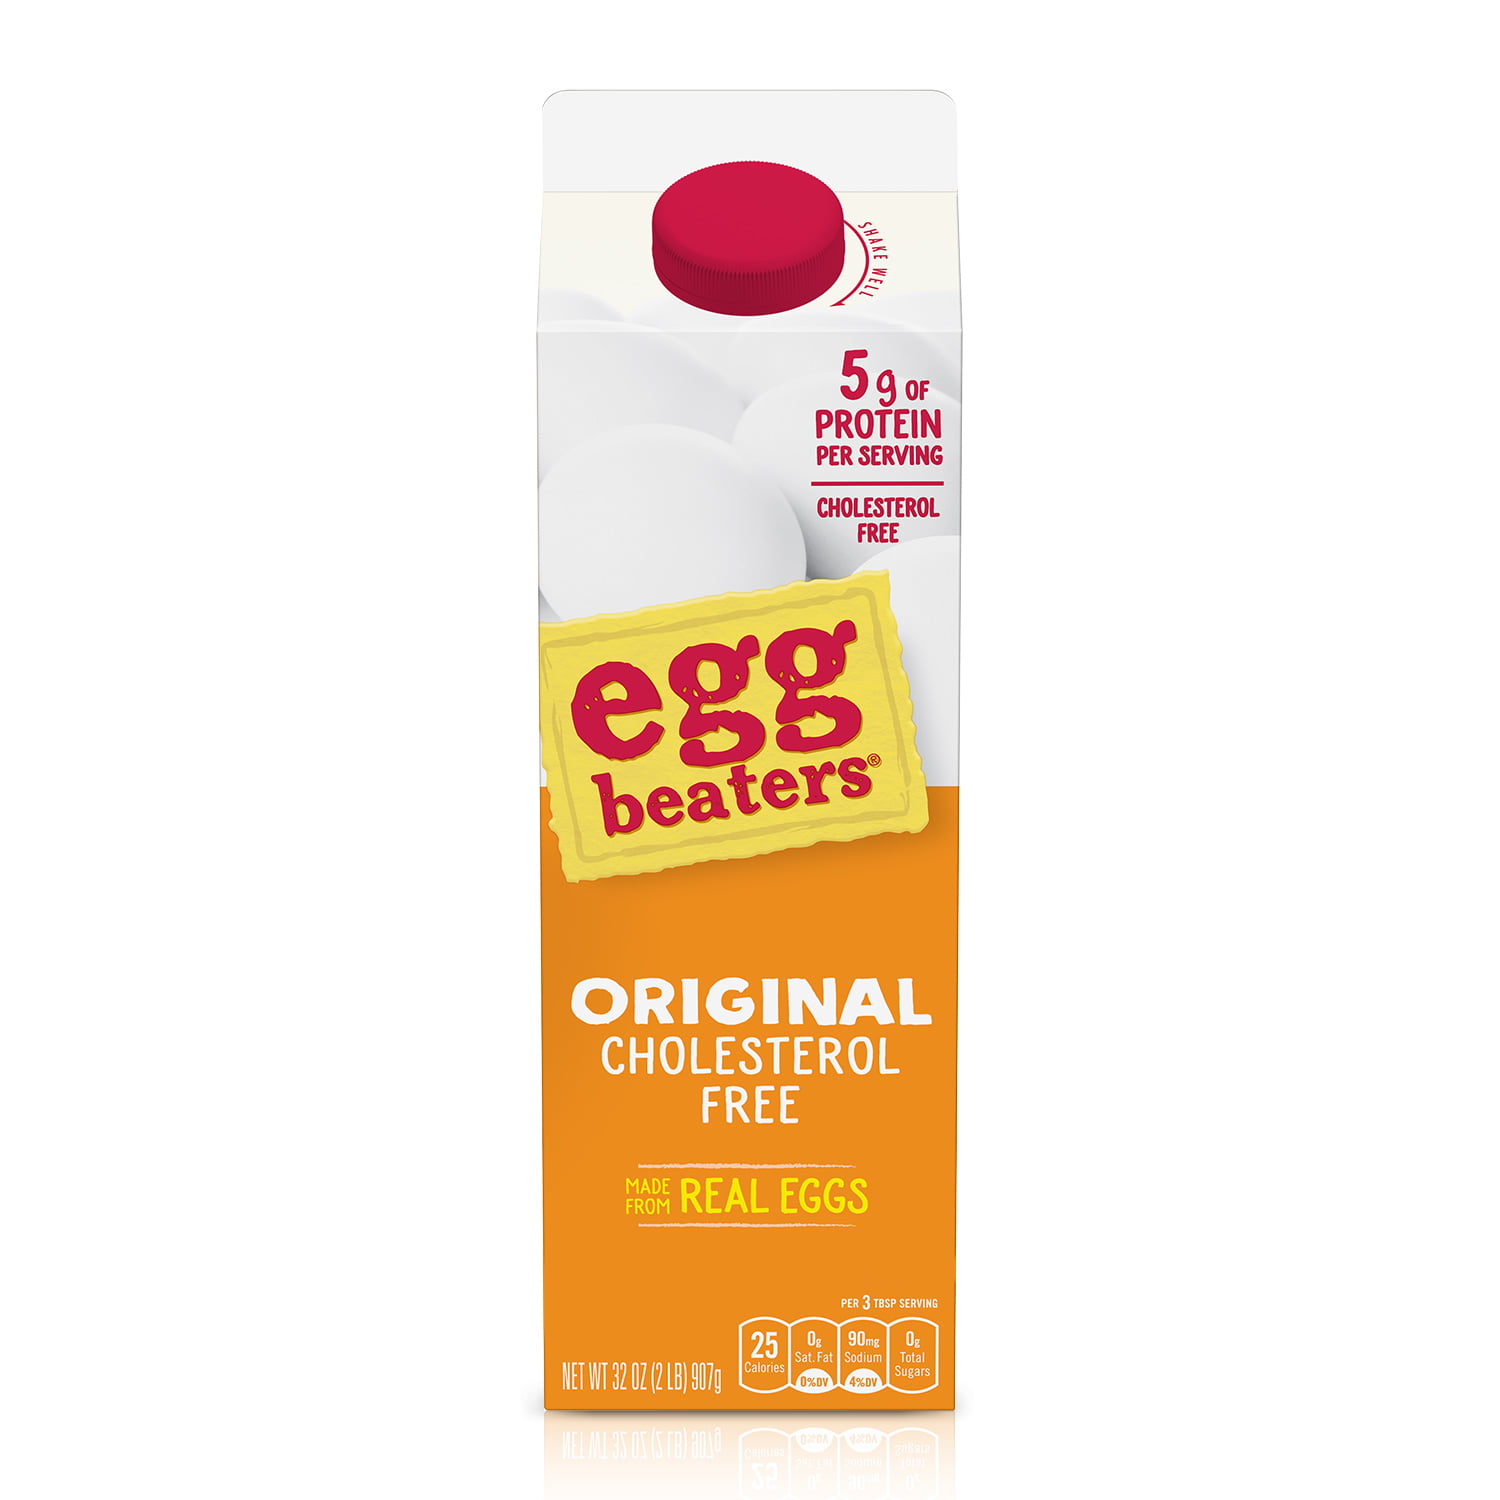 SHAKE WELL
5g OF
PROTEIN
PER SERVING
CHOLESTEROL
FREE
egg
beaters®
ORIGINAL
CHOLESTEROL
FREE
MADE
FROM REAL EGGS
PER 3 TBSP SERVING
25
Calories
0g
Sat. Fat
0%DV
90mg
Sodium
4%DV
0g
Total
Sugars
NET WT 32 OZ (2 LB) 907g